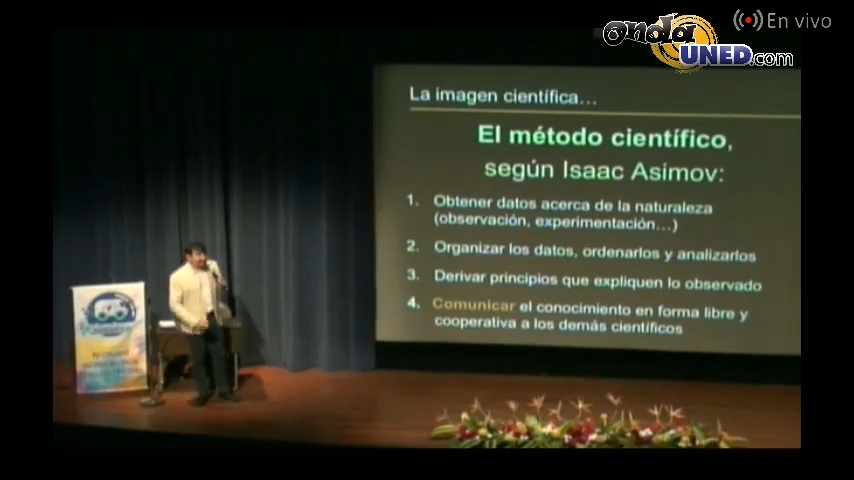 onda
UNED.com
En vivo
La imagen científica...
El método científico,
según Isaac Asimov:
1. Obtener datos acerca de la naturaleza
(observación, experimentación...)
2. Organizar los datos, ordenarlos y analizarlos
3. Derivar principios que expliquen lo observado
4. Comunicar el conocimiento en forma libre y
cooperativa a los demás científicos